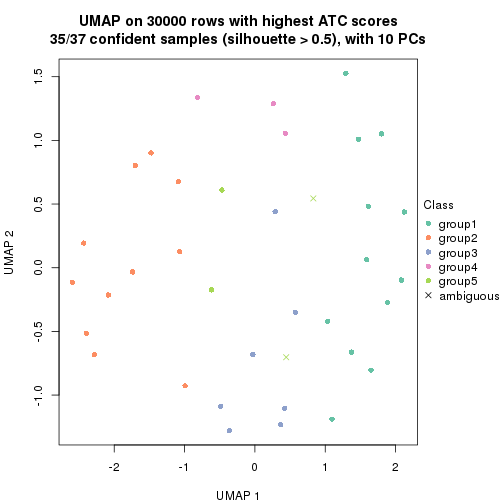 UMAP on 30000 rows with highest ATC scores
35/37 confident samples (silhouette > 0.5), with 10 PCs
1.5
1.0
0.5
0.0
-0.5
-1.0
UMAP 2
-2
-1
0
1
2
UMAP 1
Class
group1
group2
group3
group4
group5
ambiguous